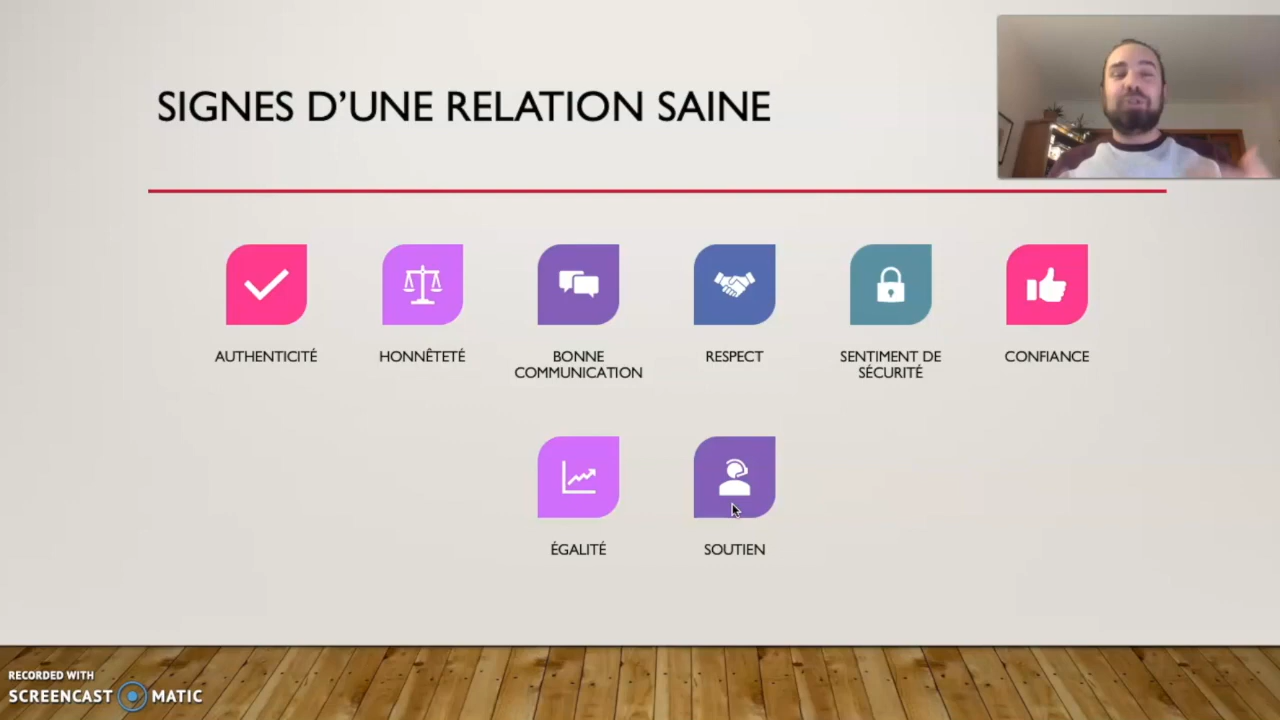 SIGNES D’UNE RELATION SAINE
AUTHENTICITÉ
HONNÊTETÉ
BONNE
COMMUNICATION
RESPECT
SENTIMENT DE
SÉCURITÉ
CONFIANCE
ÉGALITÉ
SOUTIEN
RECORDED WITH
SCREENCAST MATIC